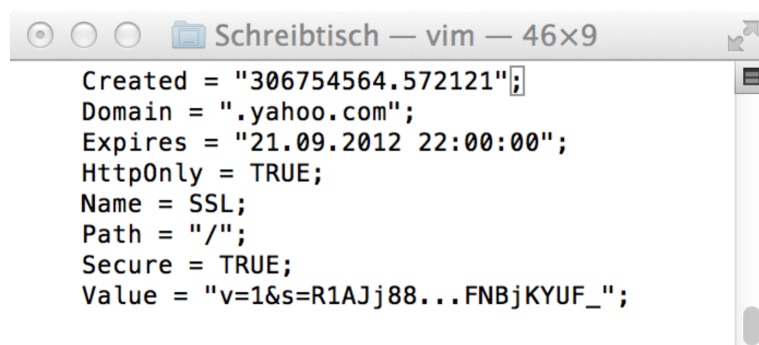 Schreibtisch — vim — 46×9
Created = "306754564.572121";
Domain = ".yahoo.com";
Expires = "21.09.2012 22:00:00";
HttpOnly = TRUE;
Name = SSL;
Path = "/";
Secure = TRUE;
Value = "v=1&s=R1AJj88...FNBjKYUF_";